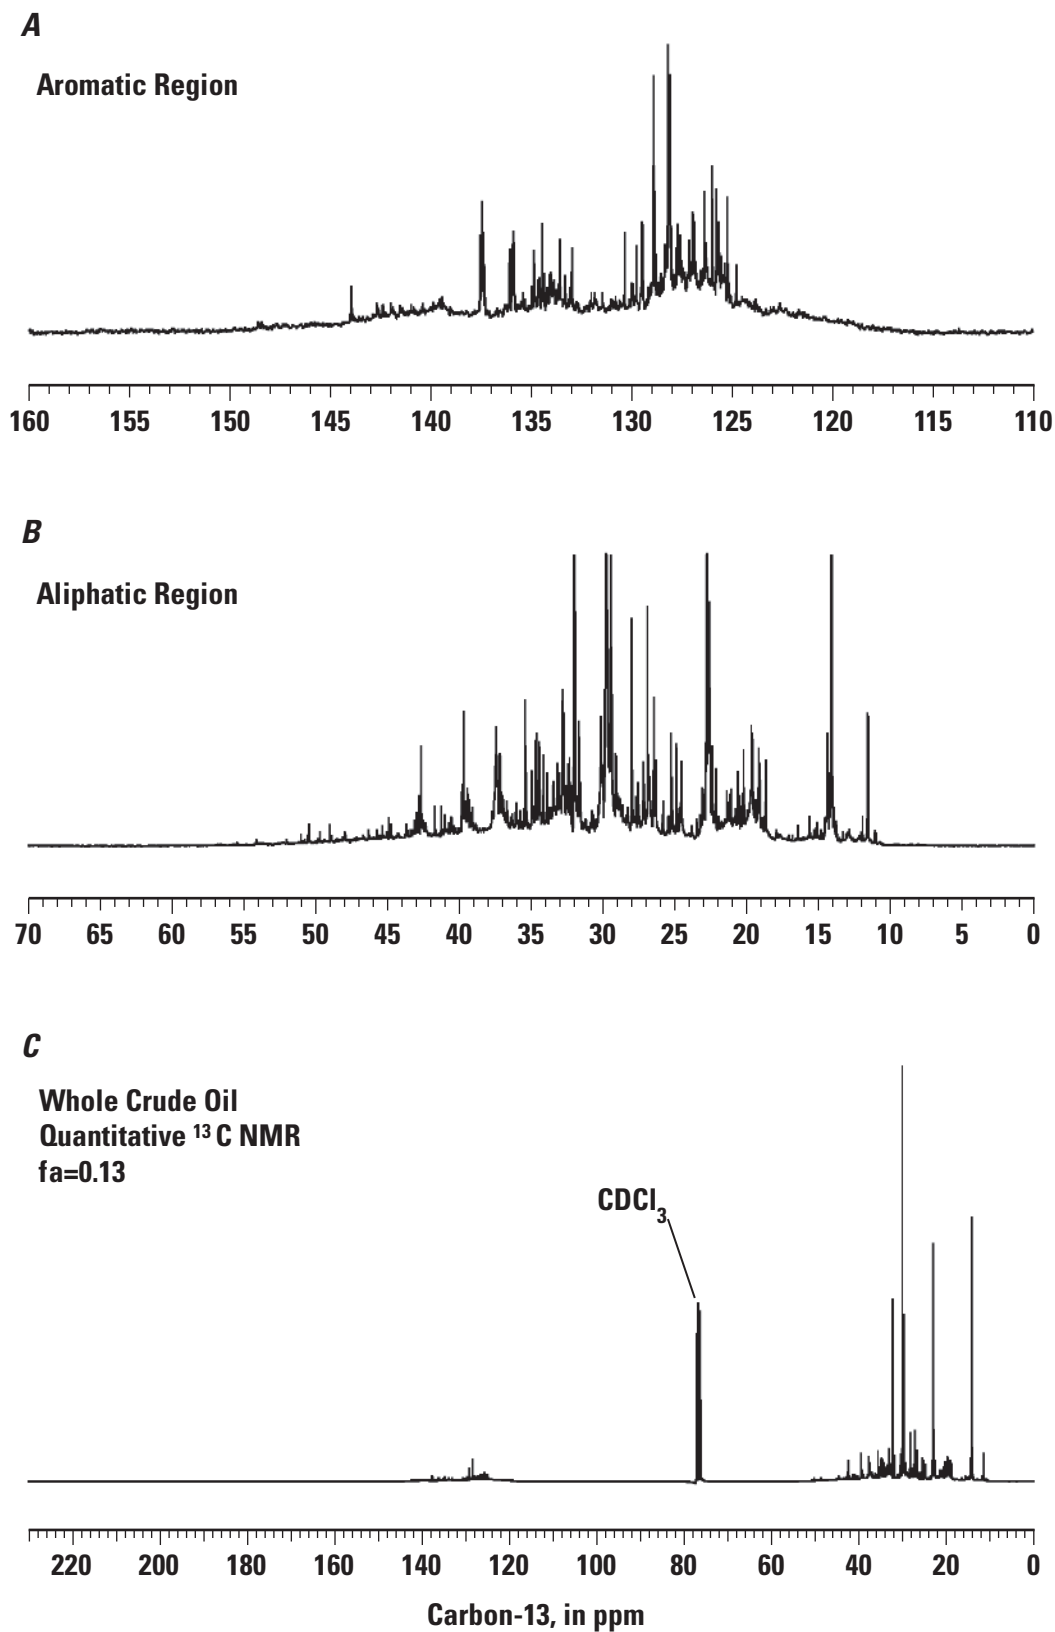 A
Aromatic Region
160 155 150 145 140 135 130 125 120 115 110
B
Aliphatic Region
70 65 60 55 50 45 40 35 30 25 20 15 10 5 0
C
Whole Crude Oil
Quantitative ¹³ C NMR
fa=0.13
CDCl₃
220 200 180 160 140 120 100 80 60 40 20 0
Carbon-13, in ppm